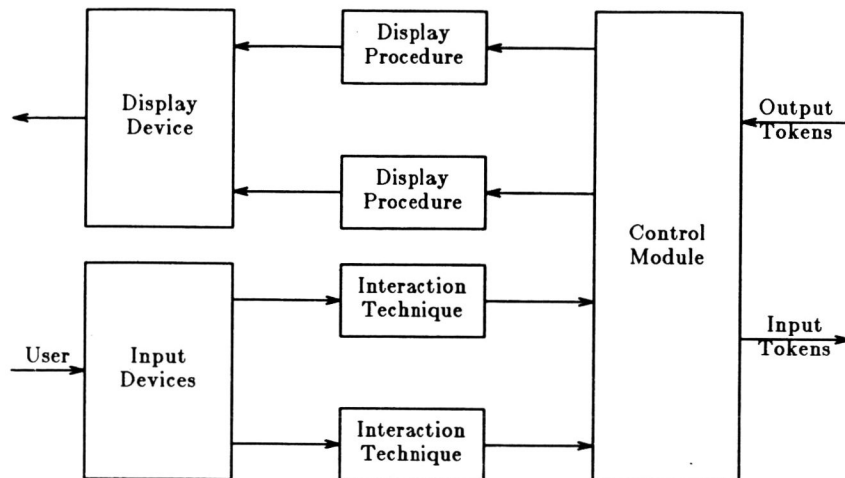 Display
Procedure
Display
Device
Output
Tokens
Display
Procedure
Control
Module
Interaction
Technique
User
Input
Devices
Input
Tokens
Interaction
Technique